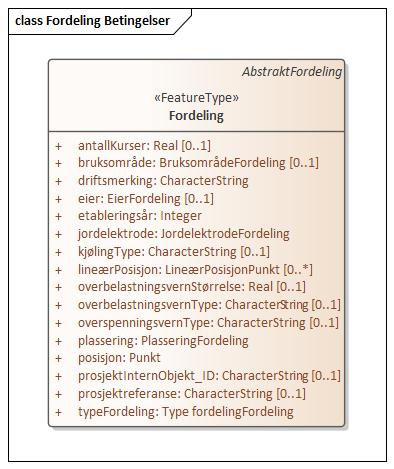 class Fordeling Betingelser
AbstraktFordeling
«FeatureType»
Fordeling
+ antallKurser: Real [0..1]
+ bruksområde: BruksområdeFordeling [0..1]
+ driftsmerking: CharacterString
+ eier: EierFordeling [0..1]
+ etableringsår: Integer
+ jordelektrode: JordelektrodeFordeling
+ kjølingType: CharacterString [0..1]
+ lineærPosisjon: LineærPosisjonPunkt [0..*]
+ overbelastningsvernStørrelse: Real [0..1]
+ overbelastningsvernType: CharacterString [0..1]
+ overspenningsvernType: CharacterString [0..1]
+ plassering: PlasseringFordeling
+ posisjon: Punkt
+ prosjektInternObjekt_ID: CharacterString [0..1]
+ prosjektreferanse: CharacterString [0..1]
+ typeFordeling: Type fordelingFordeling